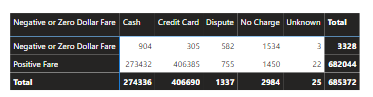 Negative or Zero Dollar Fare Cash Credit Card Dispute No Charge Unknown Total
Negative or Zero Dollar Fare 904 305 582 1534 3 3328
Positive Fare 273432 406385 755 1450 22 682044
Total 274336 406690 1337 2984 25 685372